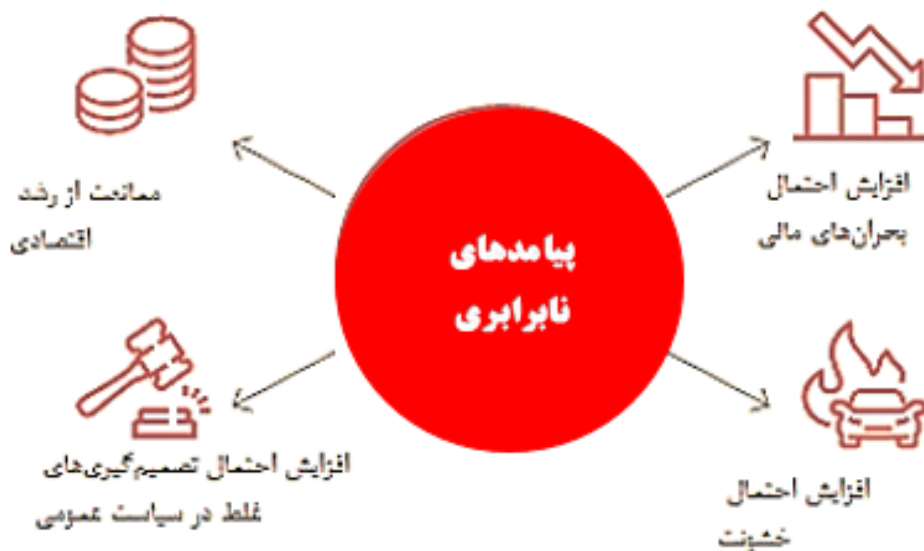 پیامدهای
نابرابری
افزایش احتمال
بحران‌های مالی
ممانعت از رشد
اقتصادی
افزایش احتمال
خشونت
افزایش احتمال تصمیم‌گیری‌های
غلط در سیاست عمومی